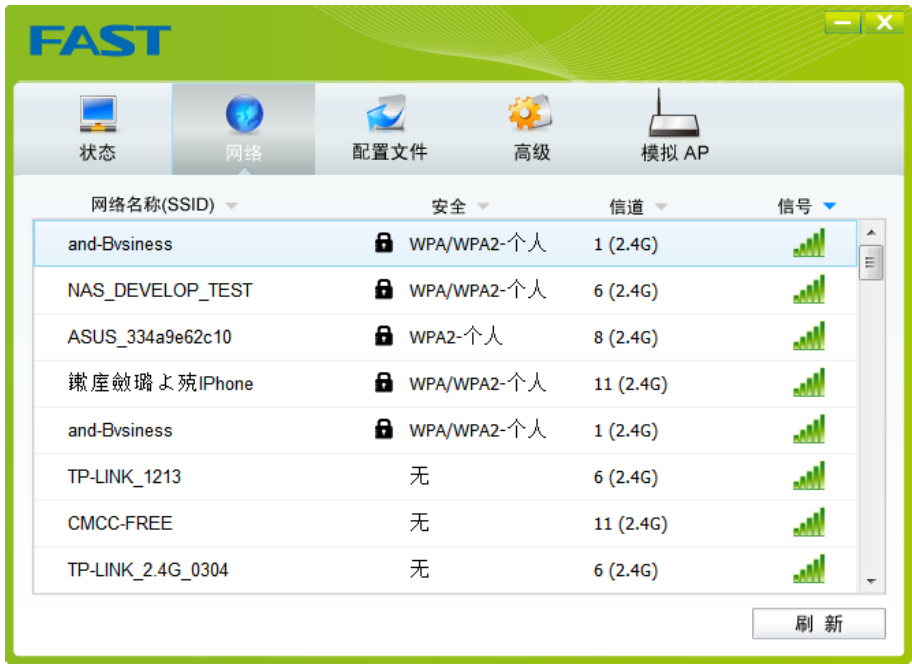 FAST
状态 网络 配置文件 高级 模拟 AP
网络名称(SSID) 安全 信道 信号
and-Bvsiness WPA/WPA2-个人 1 (2.4G)
NAS_DEVELOP_TEST WPA/WPA2-个人 6 (2.4G)
ASUS_334a9e62c10 WPA2-个人 8 (2.4G)
鏉座斂璐よ殑IPhone WPA/WPA2-个人 11 (2.4G)
and-Bvsiness WPA/WPA2-个人 1 (2.4G)
TP-LINK_1213 无 6 (2.4G)
CMCC-FREE 无 11 (2.4G)
TP-LINK_2.4G_0304 无 6 (2.4G)
刷 新